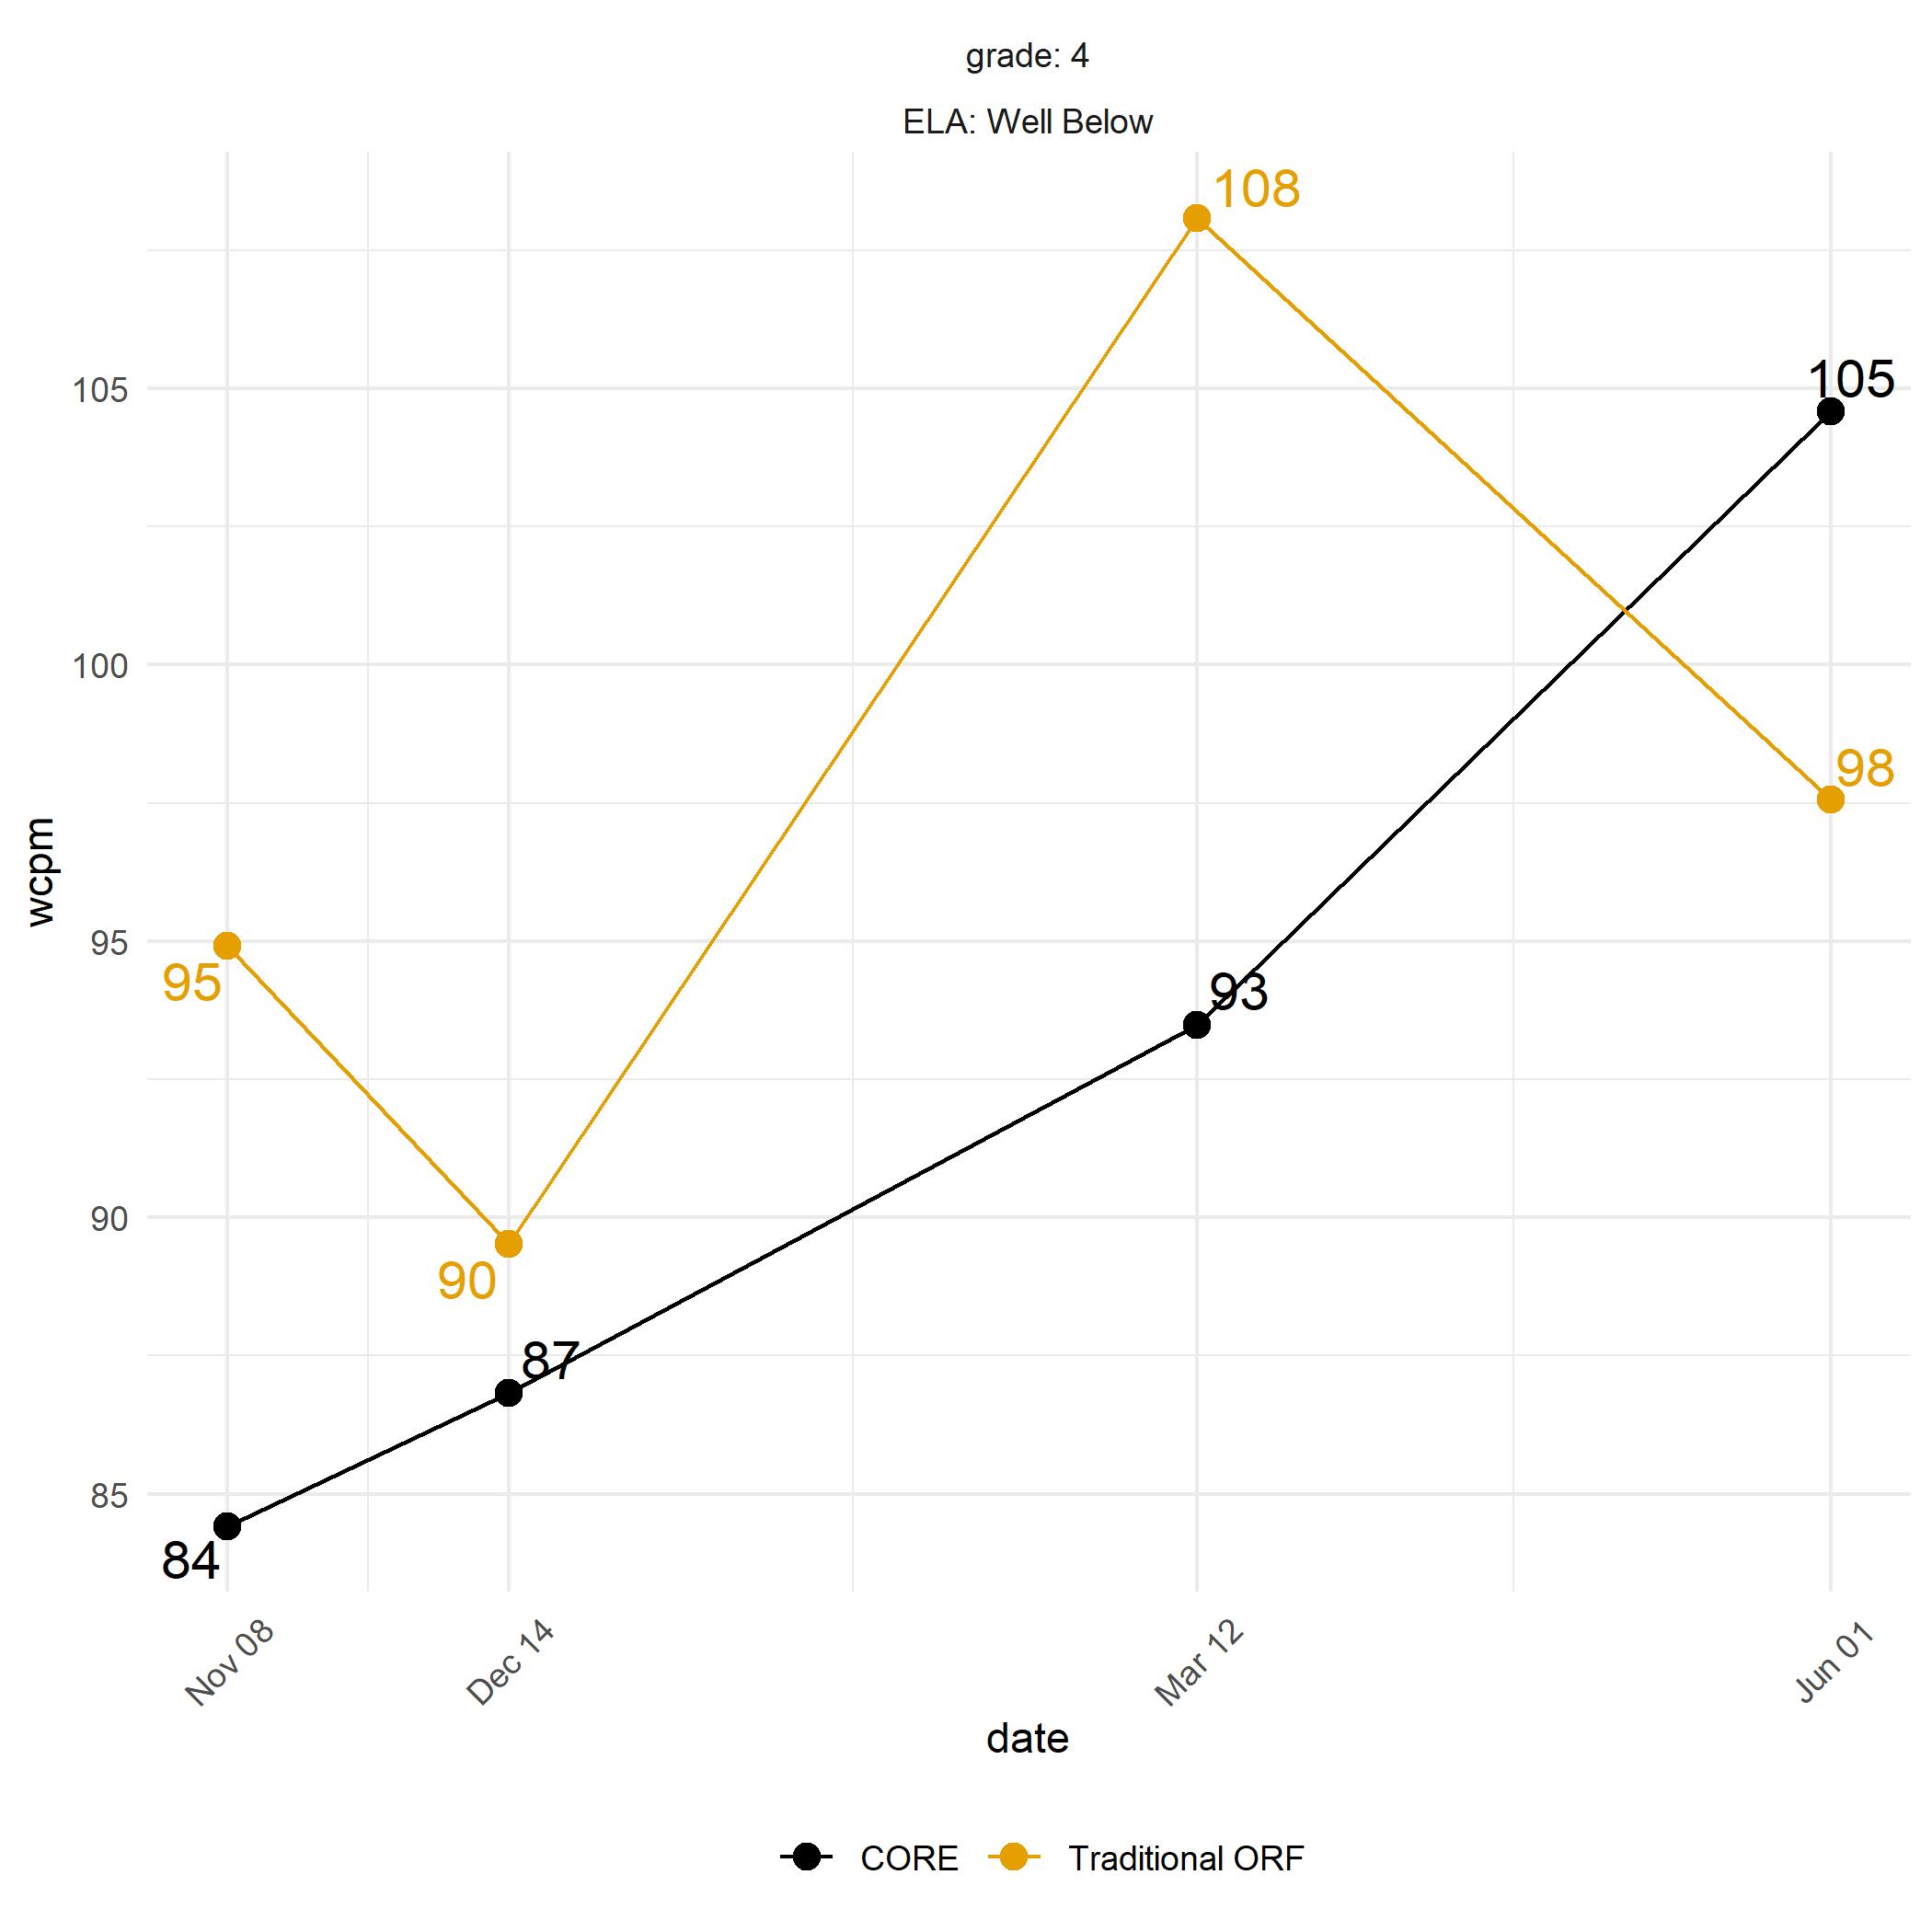 grade: 4
ELA: Well Below
108
105
105
100
98
wcpm
95
95
93
90
90
87
85
84
Nov 08
Dec 14
Mar 12
Jun 01
date
CORE
Traditional ORF